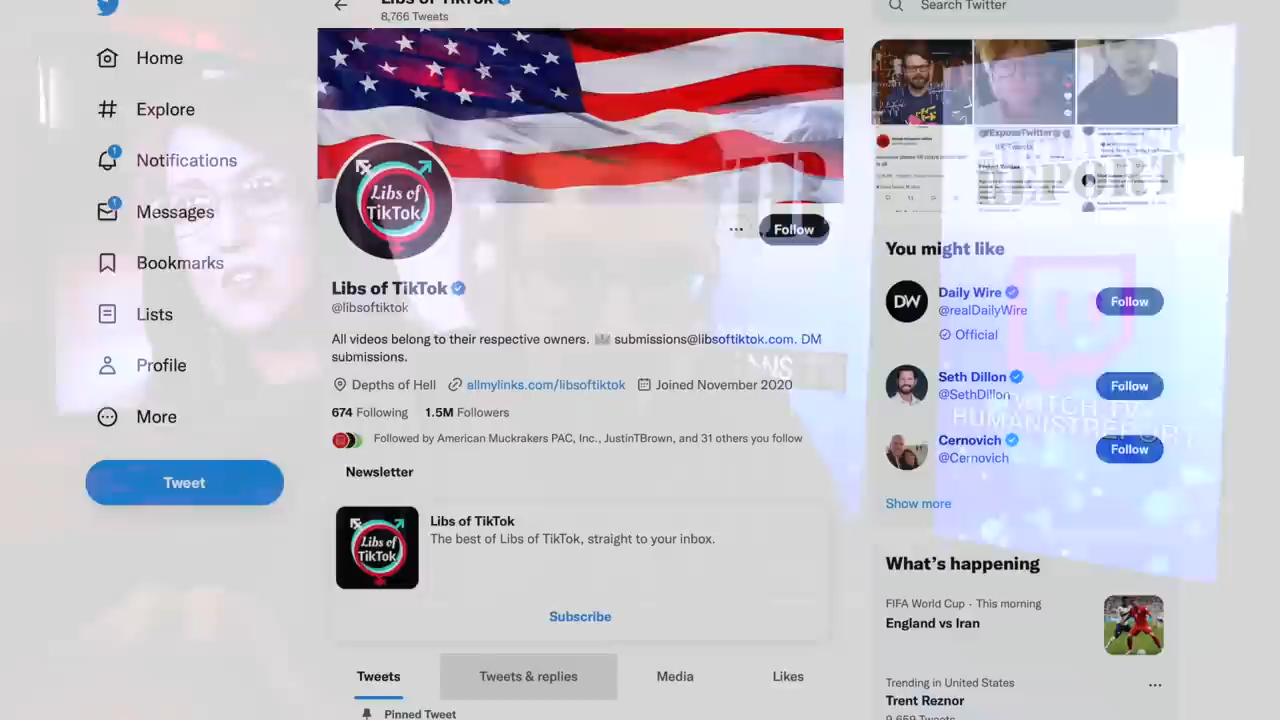 Libs of TikTok
8,766 Tweets
Search Twitter
Home
Explore
Notifications
Messages
Bookmarks
Lists
Profile
More
Tweet
Libs of
TikTok
Follow
Libs of TikTok
@libsoftiktok
All videos belong to their respective owners. submissions@libsoftiktok.com. DM
submissions.
Depths of Hell
allmylinks.com/libsoftiktok
Joined November 2020
674 Following
1.5M Followers
Followed by American Muckrakers PAC, Inc., JustinTBrown, and 31 others you follow
Newsletter
Libs of
TikTok
Libs of TikTok
The best of Libs of TikTok, straight to your inbox.
Subscribe
Tweets
Tweets & replies
Media
Likes
Pinned Tweet
You might like
DW
Daily Wire
@realDailyWire
Official
Follow
Seth Dillon
@SethDillon
Follow
Cernovich
@Cernovich
Follow
Show more
What's happening
FIFA World Cup · This morning
England vs Iran
Trending in United States
Trent Reznor
9,659 Tweets